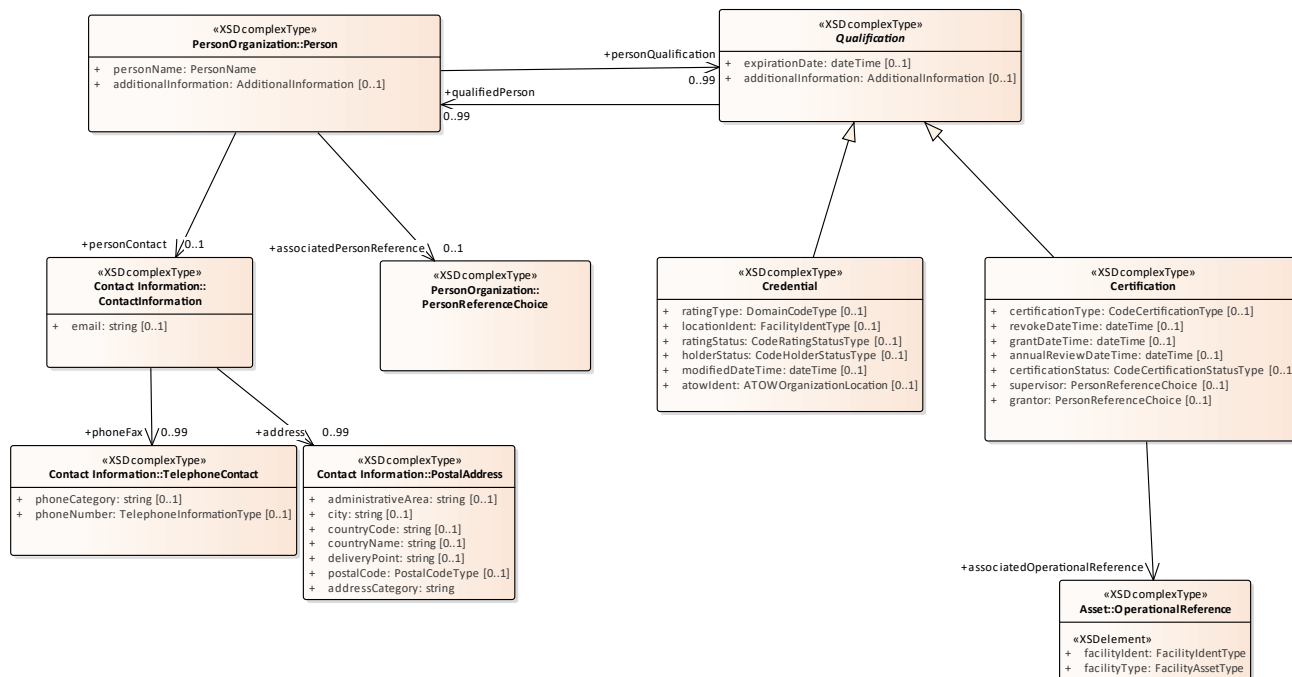 «XSDcomplexType»
PersonOrganization::Person
+ personName: PersonName
+ additionalInformation: AdditionalInformation [0..1]
+personQualification
0..99
+qualifiedPerson
0..99
«XSDcomplexType»
Qualification
+ expirationDate: dateTime [0..1]
+ additionalInformation: AdditionalInformation [0..1]
+personContact
0..1
+associatedPersonReference
0..1
«XSDcomplexType»
Contact Information::
ContactInformation
+ email: string [0..1]
«XSDcomplexType»
PersonOrganization::
PersonReferenceChoice
«XSDcomplexType»
Credential
+ ratingType: DomainCodeType [0..1]
+ locationIdent: FacilityIdentType [0..1]
+ ratingStatus: CodeRatingStatusType [0..1]
+ holderStatus: CodeHolderStatusType [0..1]
+ modifiedDateTime: dateTime [0..1]
+ atowIdent: ATOWOrganizationLocation [0..1]
«XSDcomplexType»
Certification
+ certificationType: CodeCertificationType [0..1]
+ revokeDateTime: dateTime [0..1]
+ grantDateTime: dateTime [0..1]
+ annualReviewDateTime: dateTime [0..1]
+ certificationStatus: CodeCertificationStatusType [0..1]
+ supervisor: PersonReferenceChoice [0..1]
+ grantor: PersonReferenceChoice [0..1]
+phoneFax
0..99
+address
0..99
«XSDcomplexType»
Contact Information::TelephoneContact
+ phoneCategory: string [0..1]
+ phoneNumber: TelephoneInformationType [0..1]
«XSDcomplexType»
Contact Information::PostalAddress
+ administrativeArea: string [0..1]
+ city: string [0..1]
+ countryCode: string [0..1]
+ countryName: string [0..1]
+ deliveryPoint: string [0..1]
+ postalCode: PostalCodeType [0..1]
+ addressCategory: string
+associatedOperationalReference
«XSDcomplexType»
Asset::OperationalReference
«XSDelement»
+ facilityIdent: FacilityIdentType
+ facilityType: FacilityAssetType